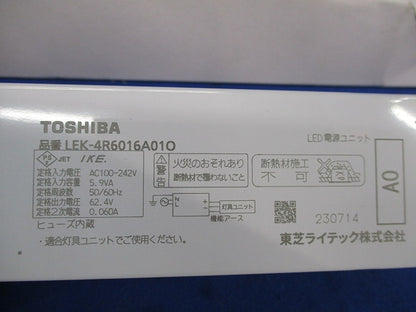 TOSHIBA
品番 LEK-4R6016A01O
LED電源ユニット
PS
E
JET IKE.
定格入力電圧 AC100-242V
定格入力容量 5.9VA
定格周波数 50/60Hz
定格出力電圧 62.4V
定格2次電流 0.060A
ヒューズ内蔵
・適合灯具ユニットでご使用ください。
警告
火災のおそれあり
断熱材で覆わないこと
断熱材施工
不可
N
灯具ユニット
機能アース
230714
A0
東芝ライテック株式会社